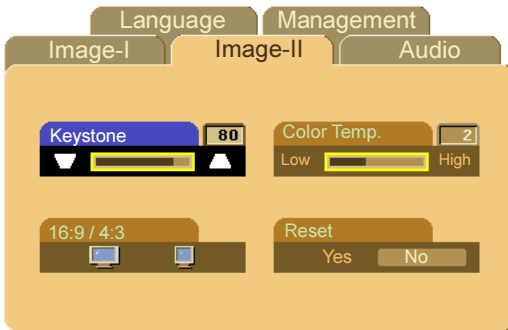 Language Management
Image-I Image-II Audio
Keystone 80 Color Temp. 2
Low High
16:9 / 4:3 Reset
Yes No